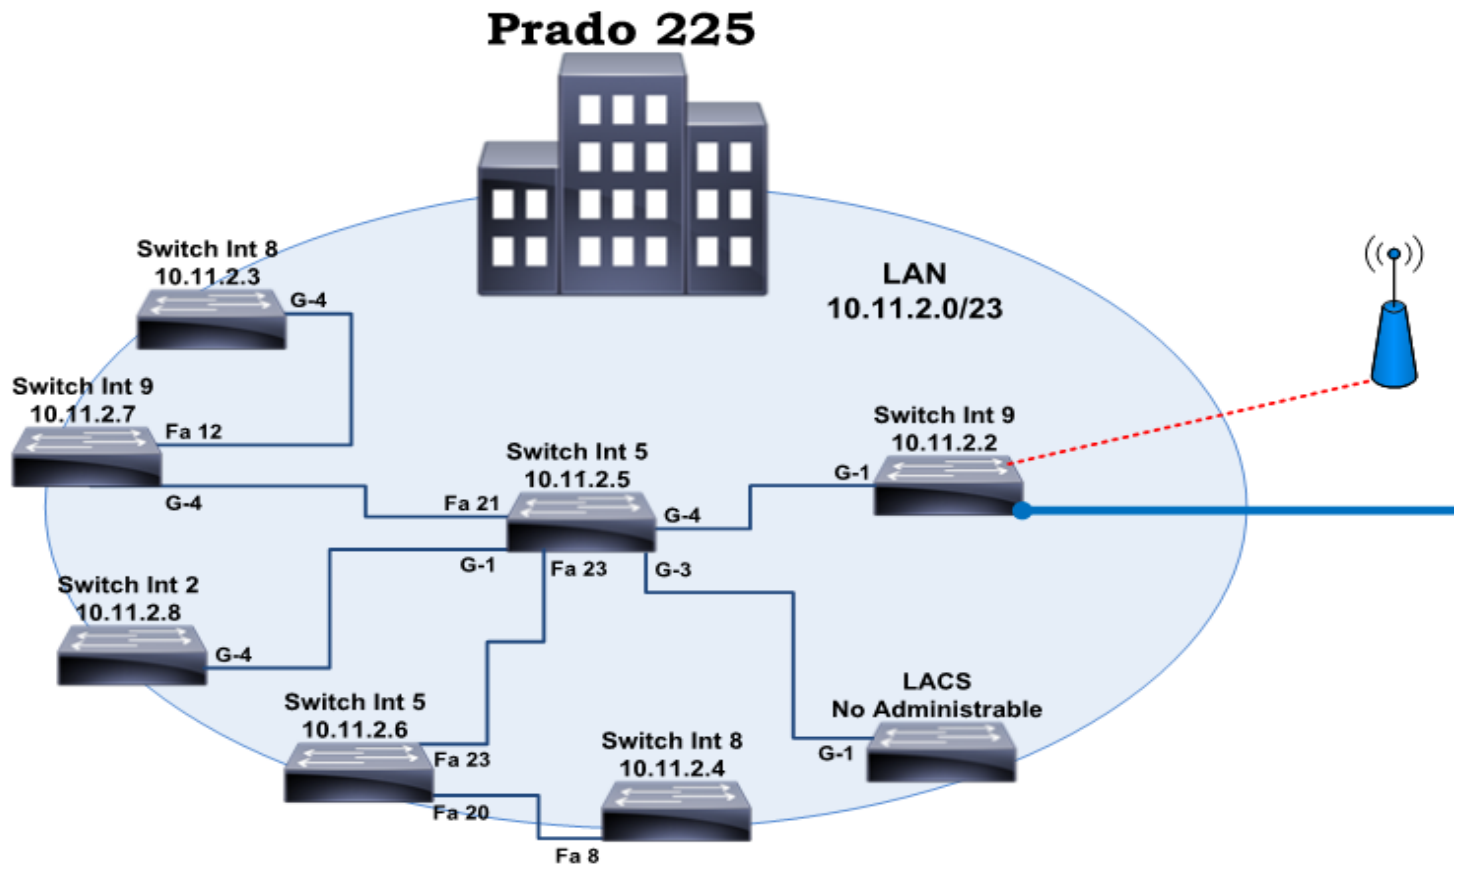 Prado 225
Switch Int 8
10.11.2.3
G-4
LAN
10.11.2.0/23
Switch Int 9
10.11.2.7
Fa 12
G-4
Switch Int 5
10.11.2.5
Fa 21
G-4
G-1
Fa 23
G-3
Switch Int 9
10.11.2.2
G-1
Switch Int 2
10.11.2.8
G-4
Switch Int 5
10.11.2.6
Fa 23
Fa 20
Switch Int 8
10.11.2.4
Fa 8
LACS
No Administrable
G-1